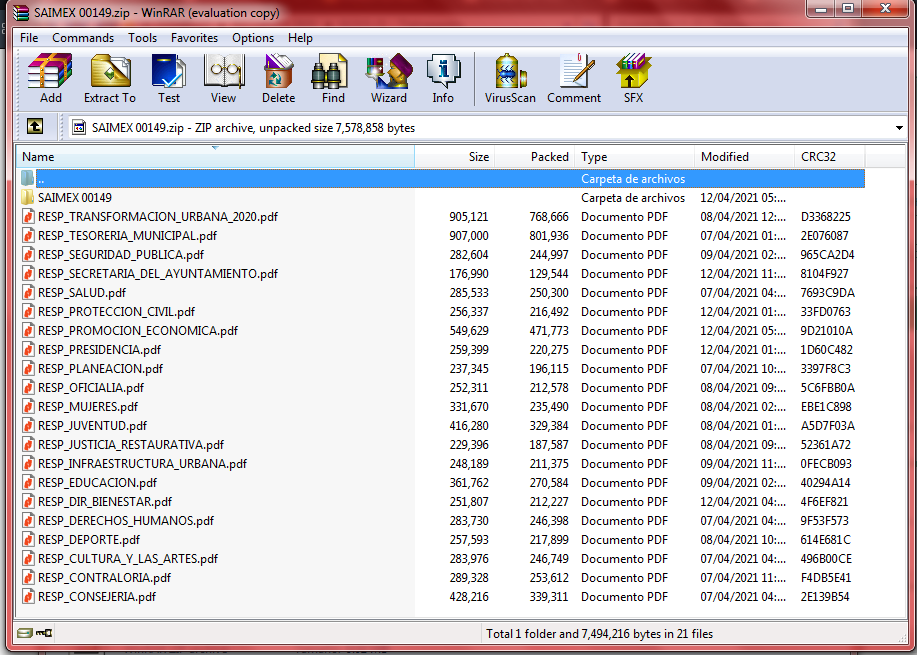 SAIMEX 00149.zip - WinRAR (evaluation copy)
File Commands Tools Favorites Options Help
Add Extract To Test View Delete Find Wizard Info VirusScan Comment SFX
SAIMEX 00149.zip - ZIP archive, unpacked size 7,578,858 bytes
Name Size Packed Type Modified CRC32
.. Carpeta de archivos
SAIMEX 00149 Carpeta de archivos 12/04/2021 05:...
RESP_TRANSFORMACION_URBANA_2020.pdf 905,121 768,666 Documento PDF 08/04/2021 12:... D3368225
RESP_TESORERIA_MUNICIPAL.pdf 907,000 801,936 Documento PDF 07/04/2021 01:... 2E076087
RESP_SEGURIDAD_PUBLICA.pdf 282,604 244,997 Documento PDF 09/04/2021 02:... 965CA2D4
RESP_SECRETARIA_DEL_AYUNTAMIENTO.pdf 176,990 129,544 Documento PDF 12/04/2021 11:... 8104F927
RESP_SALUD.pdf 285,533 250,300 Documento PDF 07/04/2021 04:... 7693C9DA
RESP_PROTECCION_CIVIL.pdf 256,337 216,492 Documento PDF 12/04/2021 01:... 33FD0763
RESP_PROMOCION_ECONOMICA.pdf 549,629 471,773 Documento PDF 12/04/2021 05:... 9D21010A
RESP_PRESIDENCIA.pdf 259,399 220,275 Documento PDF 12/04/2021 01:... 1D60C482
RESP_PLANEACION.pdf 237,345 196,115 Documento PDF 07/04/2021 10:... 3397F8C3
RESP_OFICIALIA.pdf 252,311 212,578 Documento PDF 08/04/2021 09:... 5C6FBB0A
RESP_MUJERES.pdf 331,670 235,490 Documento PDF 08/04/2021 02:... EBE1C898
RESP_JUVENTUD.pdf 416,280 329,384 Documento PDF 08/04/2021 01:... A5D7F03A
RESP_JUSTICIA_RESTAURATIVA.pdf 229,396 187,587 Documento PDF 08/04/2021 09:... 52361A72
RESP_INFRAESTRUCTURA_URBANA.pdf 248,189 211,375 Documento PDF 09/04/2021 11:... 0FECB093
RESP_EDUCACION.pdf 361,762 270,584 Documento PDF 09/04/2021 02:... 40294A14
RESP_DIR_BIENESTAR.pdf 251,807 212,227 Documento PDF 12/04/2021 04:... 4F6EF821
RESP_DERECHOS_HUMANOS.pdf 283,730 246,398 Documento PDF 07/04/2021 04:... 9F53F573
RESP_DEPORTE.pdf 257,593 217,899 Documento PDF 08/04/2021 10:... 614E681C
RESP_CULTURA_Y_LAS_ARTES.pdf 283,976 246,749 Documento PDF 07/04/2021 04:... 496B00CE
RESP_CONTRALORIA.pdf 289,328 253,612 Documento PDF 07/04/2021 11:... F4DB5E41
RESP_CONSEJERIA.pdf 428,216 339,311 Documento PDF 07/04/2021 04:... 2E139B54
Total 1 folder and 7,494,216 bytes in 21 files